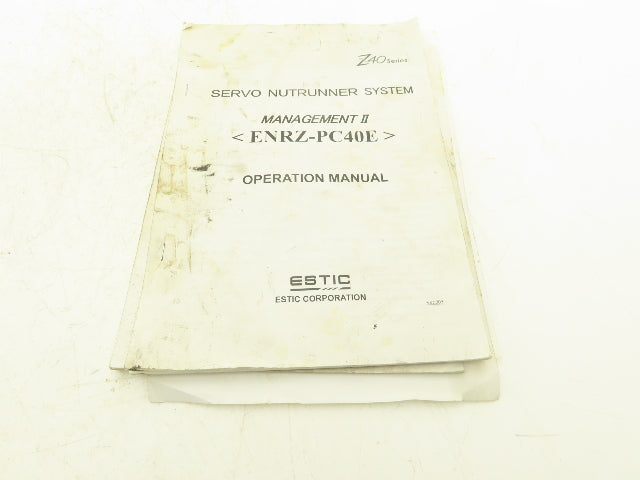 Z40 Series
SERVO NUTRUNNER SYSTEM
MANAGEMENT II
< ENRZ-PC40E >
OPERATION MANUAL
ESTIC
ESTIC CORPORATION